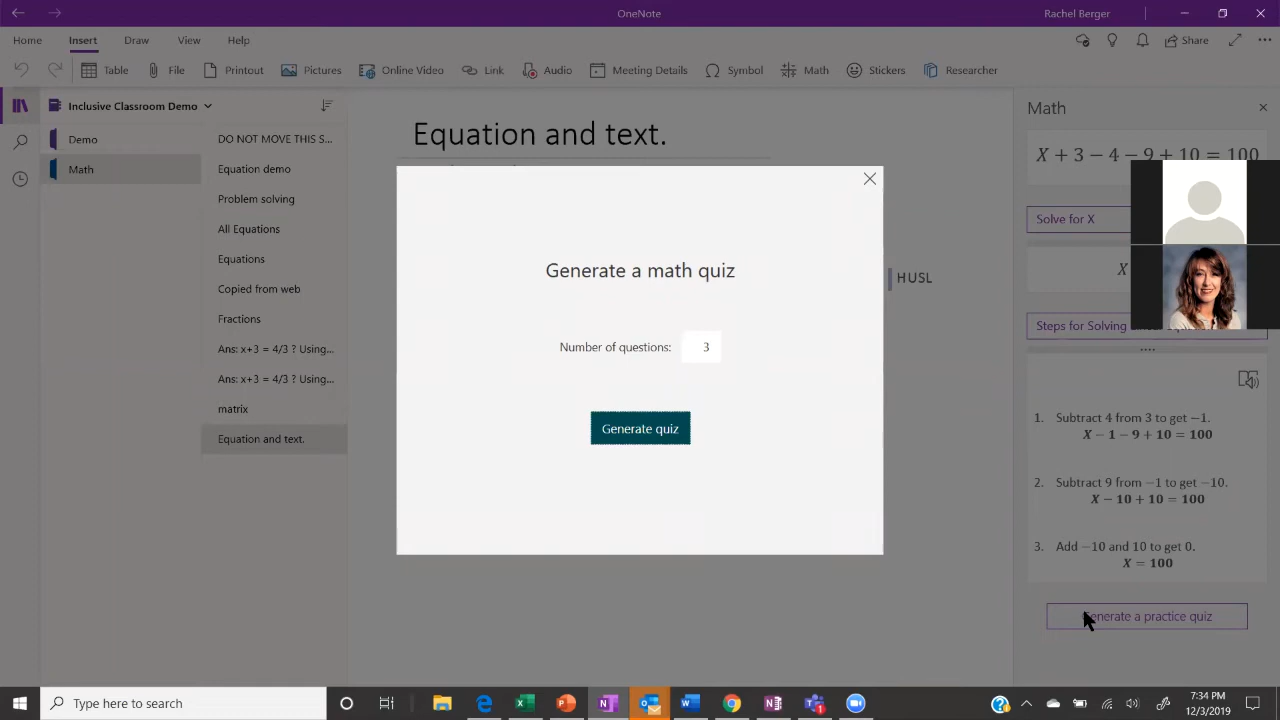 OneNote
Rachel Berger
Home
Insert
Draw
View
Help
Share
Table
File
Printout
Pictures
Online Video
Link
Audio
Meeting Details
Symbol
Math
Stickers
Researcher
Inclusive Classroom Demo
Demo
Math
DO NOT MOVE THIS S...
Equation demo
Problem solving
All Equations
Equations
Copied from web
Fractions
Ans: x+3 = 4/3 ? Using...
Ans: x+3 = 4/3 ? Using...
matrix
Equation and text.
Equation and text.
HUSL
Generate a math quiz
Number of questions: 3
Generate quiz
Math
X + 3 − 4 − 9 + 10 = 100
Solve for X
X
Steps for Solving
1. Subtract 4 from 3 to get −1.
X − 1 − 9 + 10 = 100
2. Subtract 9 from −1 to get −10.
X − 10 + 10 = 100
3. Add −10 and 10 to get 0.
X = 100
Generate a practice quiz
Type here to search
7:34 PM
12/3/2019